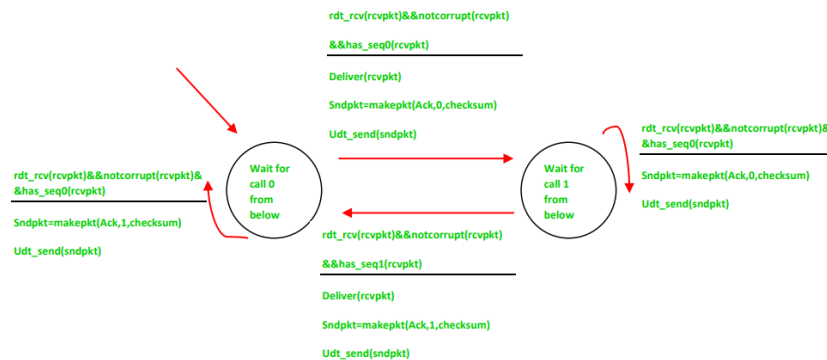 rdt_rcv(rcvpkt)&&notcorrupt(rcvpkt)
&&has_seq0(rcvpkt)
Deliver(rcvpkt)
Sndpkt=makepkt(Ack,0,checksum)
Udt_send(sndpkt)
rdt_rcv(rcvpkt)&&notcorrupt(rcvpkt)&
&has_seq0(rcvpkt)
Sndpkt=makepkt(Ack,1,checksum)
Udt_send(sndpkt)
Wait for
call 0
from
below
Wait for
call 1
from
below
rdt_rcv(rcvpkt)&&notcorrupt(rcvpkt)&
&has_seq0(rcvpkt)
Sndpkt=makepkt(Ack,0,checksum)
Udt_send(sndpkt)
rdt_rcv(rcvpkt)&&notcorrupt(rcvpkt)
&&has_seq1(rcvpkt)
Deliver(rcvpkt)
Sndpkt=makepkt(Ack,1,checksum)
Udt_send(sndpkt)